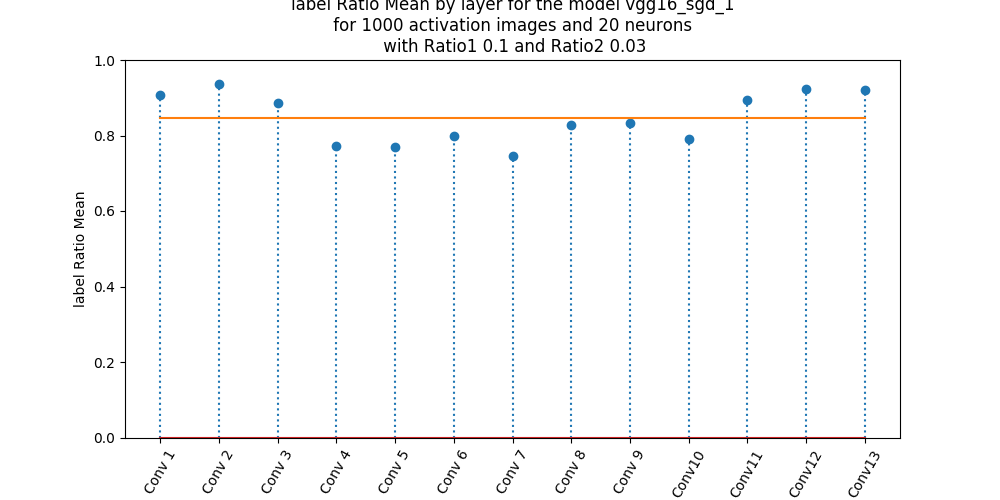 label Ratio Mean by layer for the model vgg16_sgd_1
for 1000 activation images and 20 neurons
with Ratio1 0.1 and Ratio2 0.03
1.0
0.8
0.6
0.4
0.2
0.0
label Ratio Mean
Conv 1
Conv 2
Conv 3
Conv 4
Conv 5
Conv 6
Conv 7
Conv 8
Conv 9
Conv10
Conv11
Conv12
Conv13